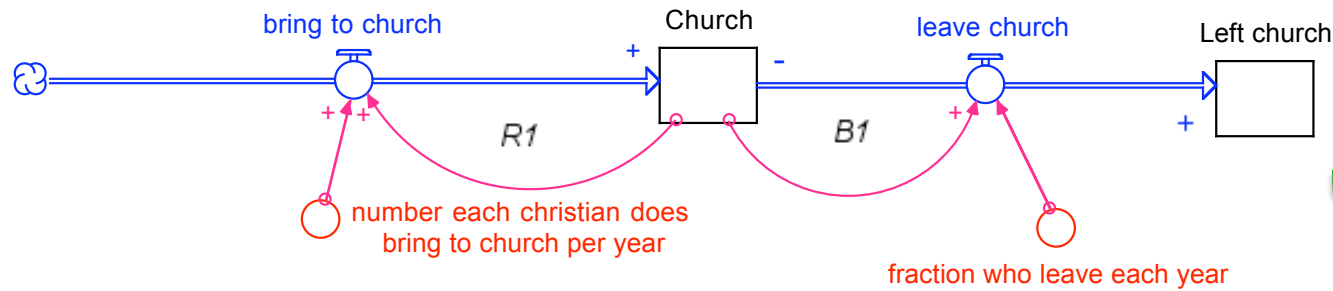 bring to church
Church
leave church
Left church
+
-
+
+
+
R1
B1
+
number each christian does
bring to church per year
fraction who leave each year